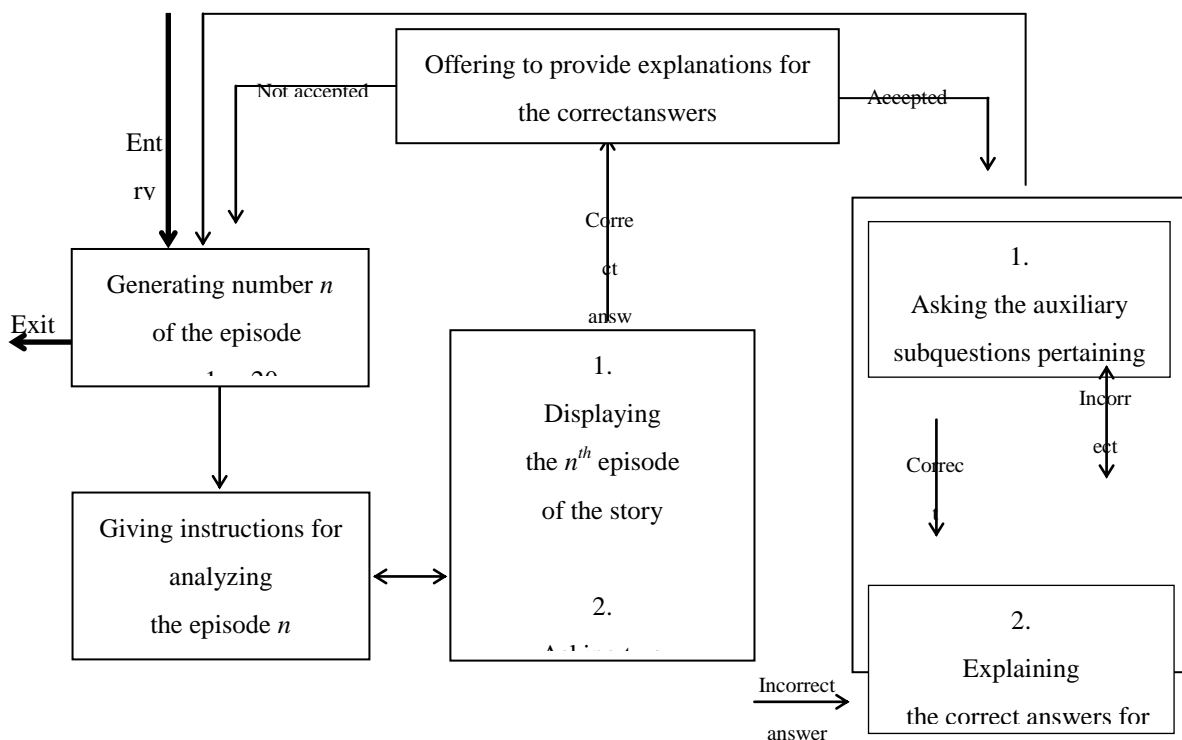 Offering to provide explanations for
the correctanswers
Not accepted
Accepted
Ent
ry
Corre
ct
answ
Generating number n
of the episode
Exit
1.
Asking the auxiliary
subquestions pertaining
1.
Displaying
the nth episode
of the story
2.
Incorr
ect
Correc
Giving instructions for
analyzing
the episode n
2.
Explaining
the correct answers for
Incorrect
answer